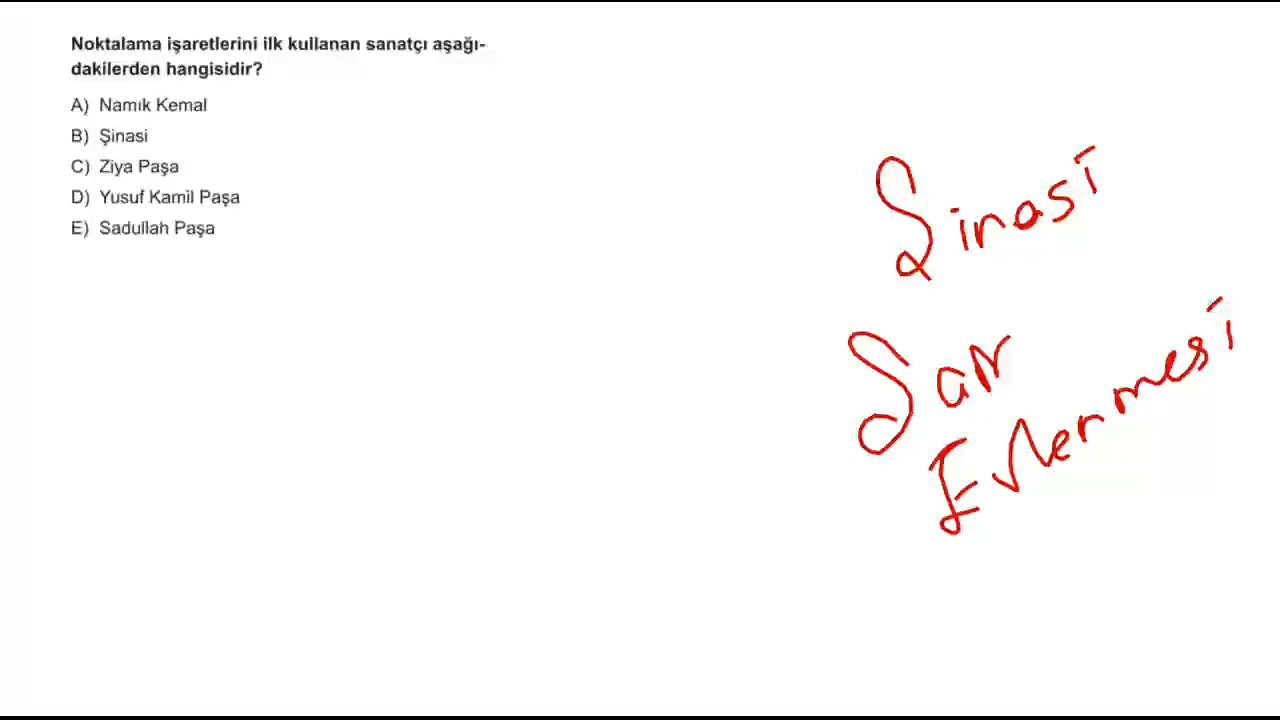 Noktalama işaretlerini ilk kullanan sanatçı aşağı-
dakilerden hangisidir?
A) Namık Kemal
B) Şinasi
C) Ziya Paşa
D) Yusuf Kamil Paşa
E) Sadullah Paşa
Şinasi
Şair
Evlenmesi